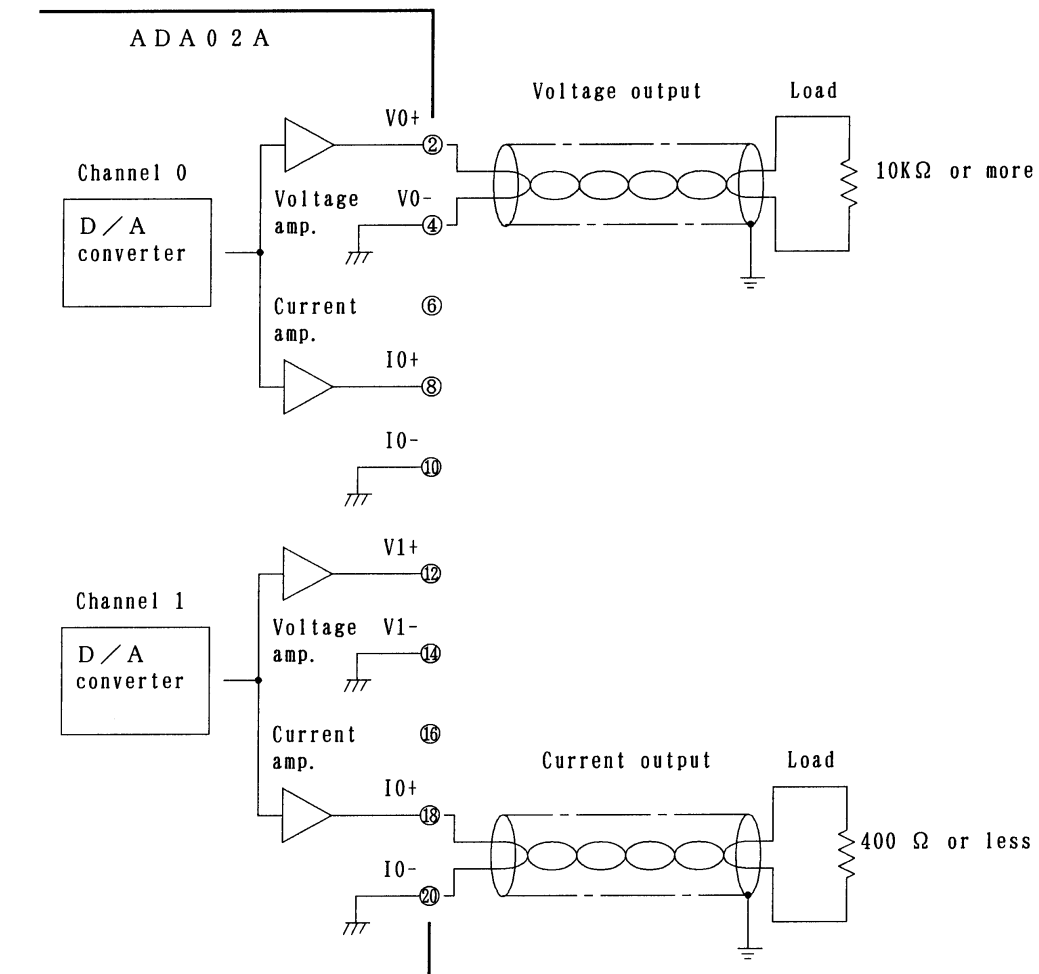 ADA02A
Voltage output
Load
V0+
②
Channel 0
10KΩ or more
Voltage
amp.
V0-
④
D/A
converter
Current
amp.
⑥
I0+
⑧
I0-
⑩
V1+
⑫
Channel 1
Voltage
amp.
V1-
⑭
D/A
converter
Current
amp.
⑯
Current output
Load
I0+
⑱
400 Ω or less
I0-
⑳